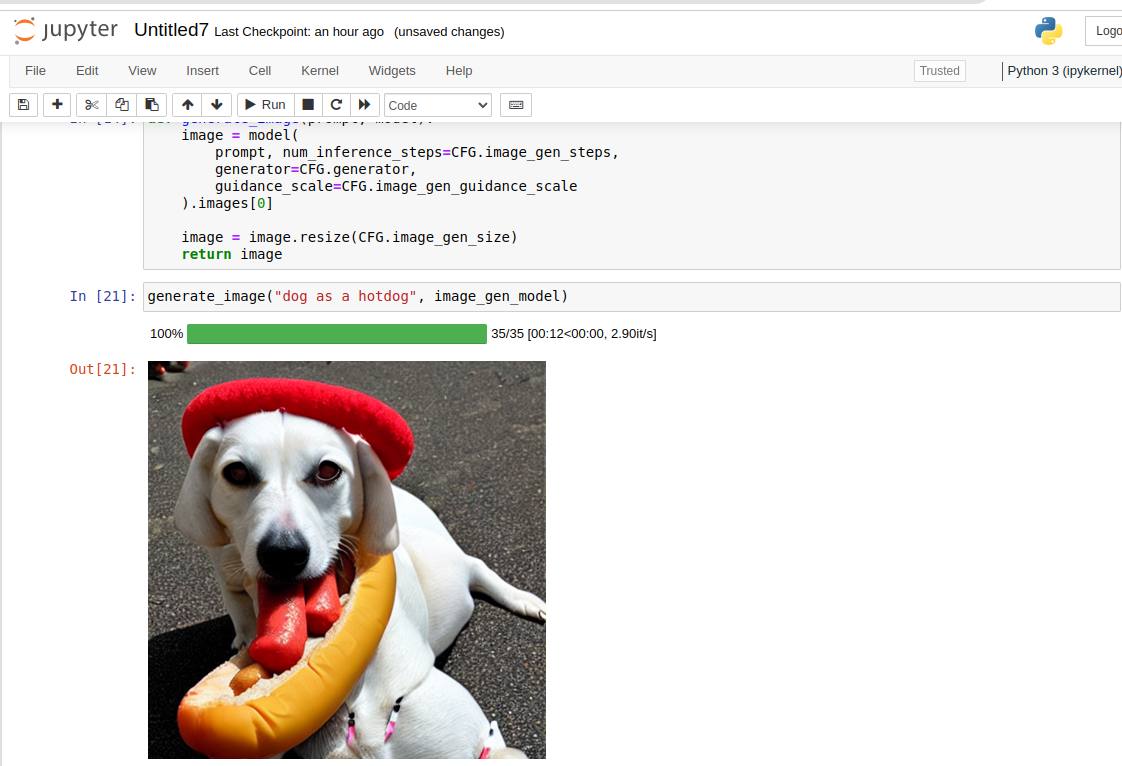 jupyter Untitled7 Last Checkpoint: an hour ago (unsaved changes)
File Edit View Insert Cell Kernel Widgets Help Trusted Python 3 (ipykernel)
Run Code
image = model(
prompt, num_inference_steps=CFG.image_gen_steps,
generator=CFG.generator,
guidance_scale=CFG.image_gen_guidance_scale
).images[0]
image = image.resize(CFG.image_gen_size)
return image
In [21]: generate_image("dog as a hotdog", image_gen_model)
100% 35/35 [00:12<00:00, 2.90it/s]
Out[21]: